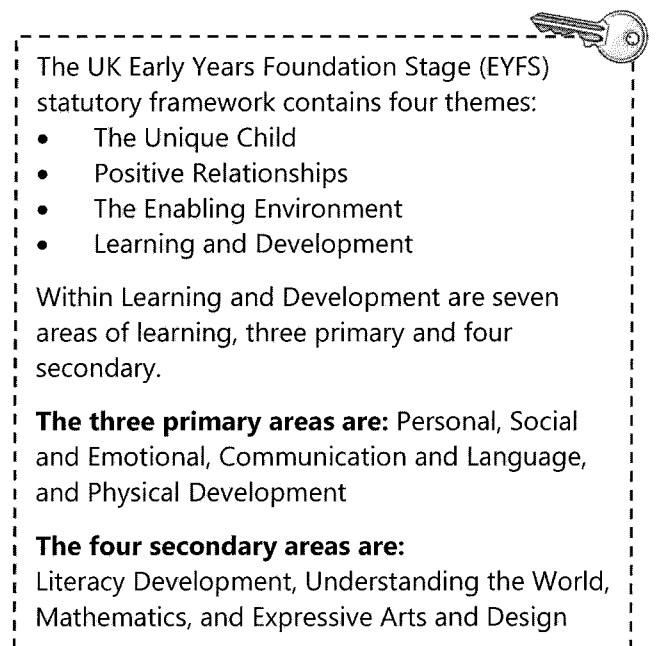 The UK Early Years Foundation Stage (EYFS)
statutory framework contains four themes:
• The Unique Child
• Positive Relationships
• The Enabling Environment
• Learning and Development
Within Learning and Development are seven
areas of learning, three primary and four
secondary.
The three primary areas are: Personal, Social
and Emotional, Communication and Language,
and Physical Development
The four secondary areas are:
Literacy Development, Understanding the World,
Mathematics, and Expressive Arts and Design